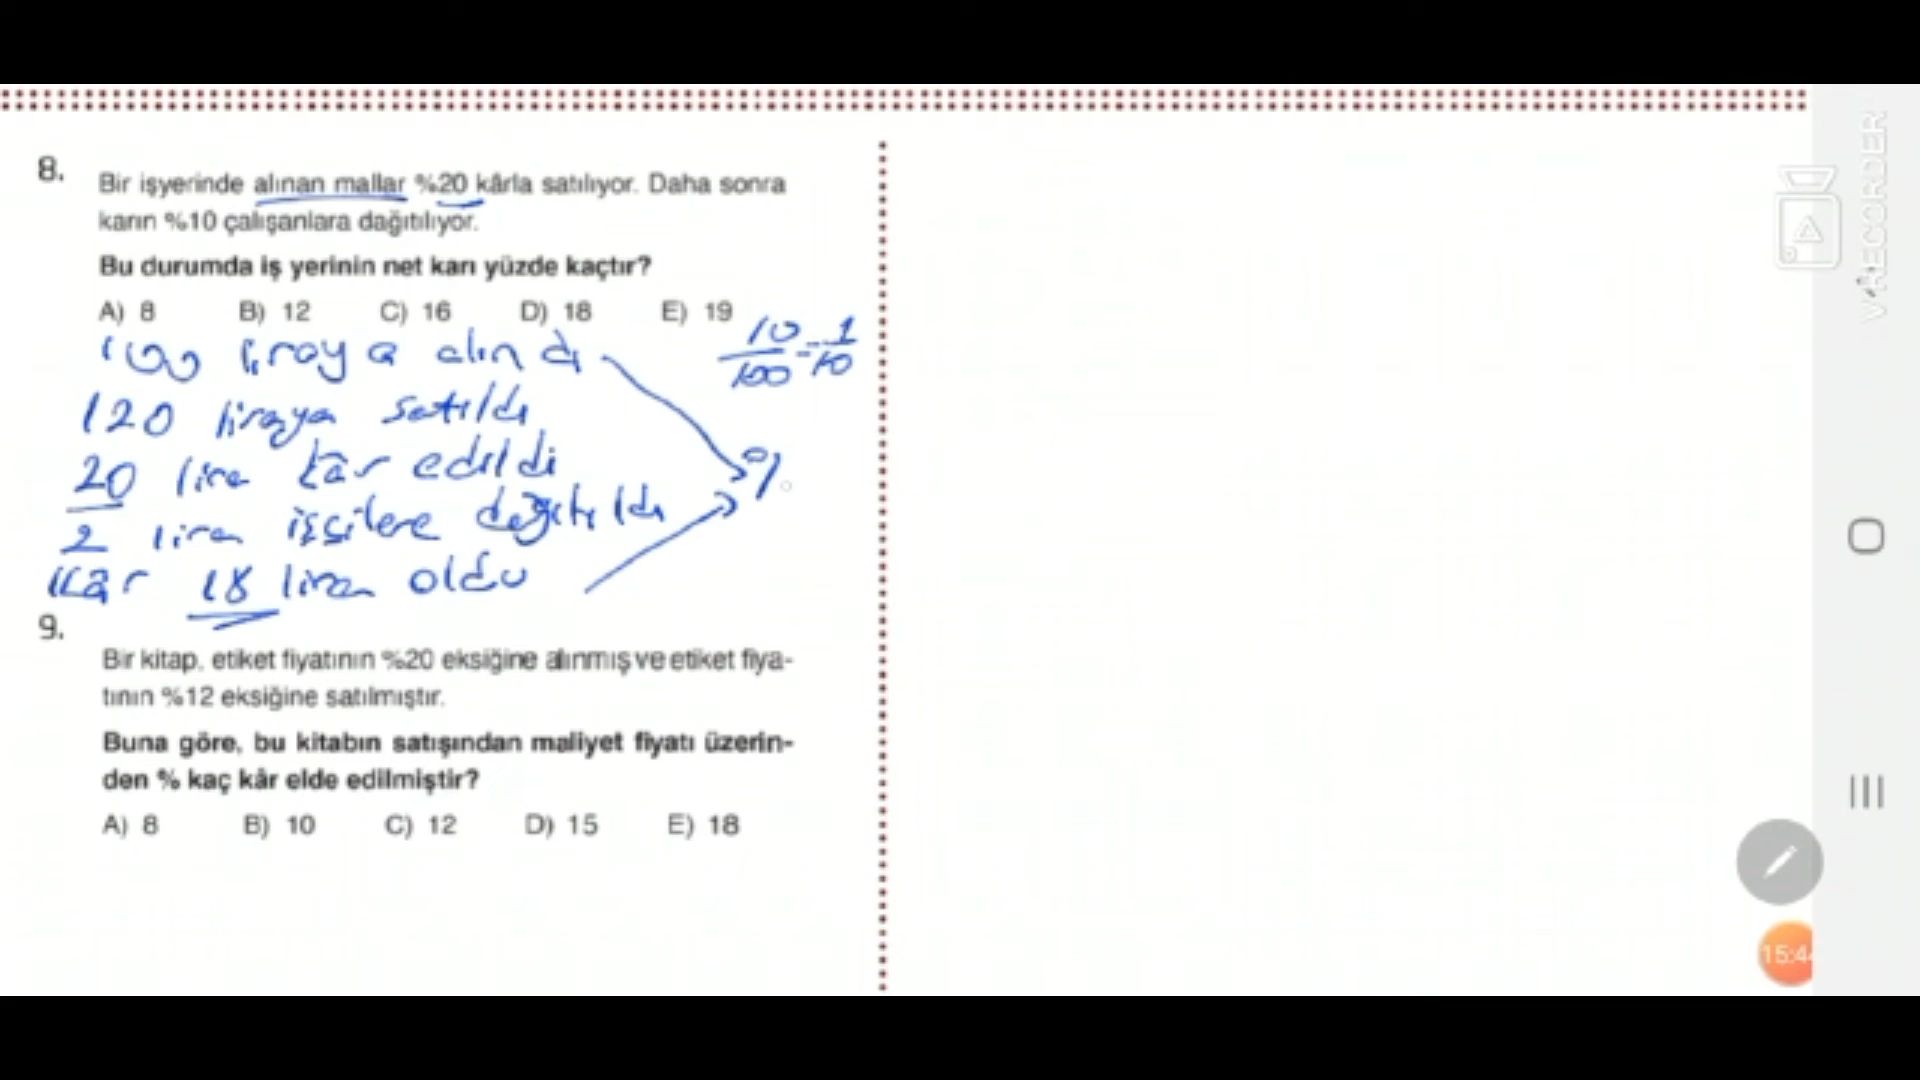 8.
Bir işyerinde alınan mallar %20 kârla satılıyor. Daha sonra
karın %10 çalışanlara dağıtılıyor.
Bu durumda iş yerinin net karı yüzde kaçtır?
A) 8 B) 12 C) 16 D) 18 E) 19
100 liraya alındı
10/100 = 1/10
120 liraya satıldı
20 lira kâr edildi
%
2 lira işçilere dağıtıldı
kâr 18 lira oldu
9.
Bir kitap, etiket fiyatının %20 eksiğine alınmış ve etiket fiya-
tının %12 eksiğine satılmıştır.
Buna göre, bu kitabın satışından maliyet fiyatı üzerin-
den % kaç kâr elde edilmiştir?
A) 8 B) 10 C) 12 D) 15 E) 18
RECORDER
15:4